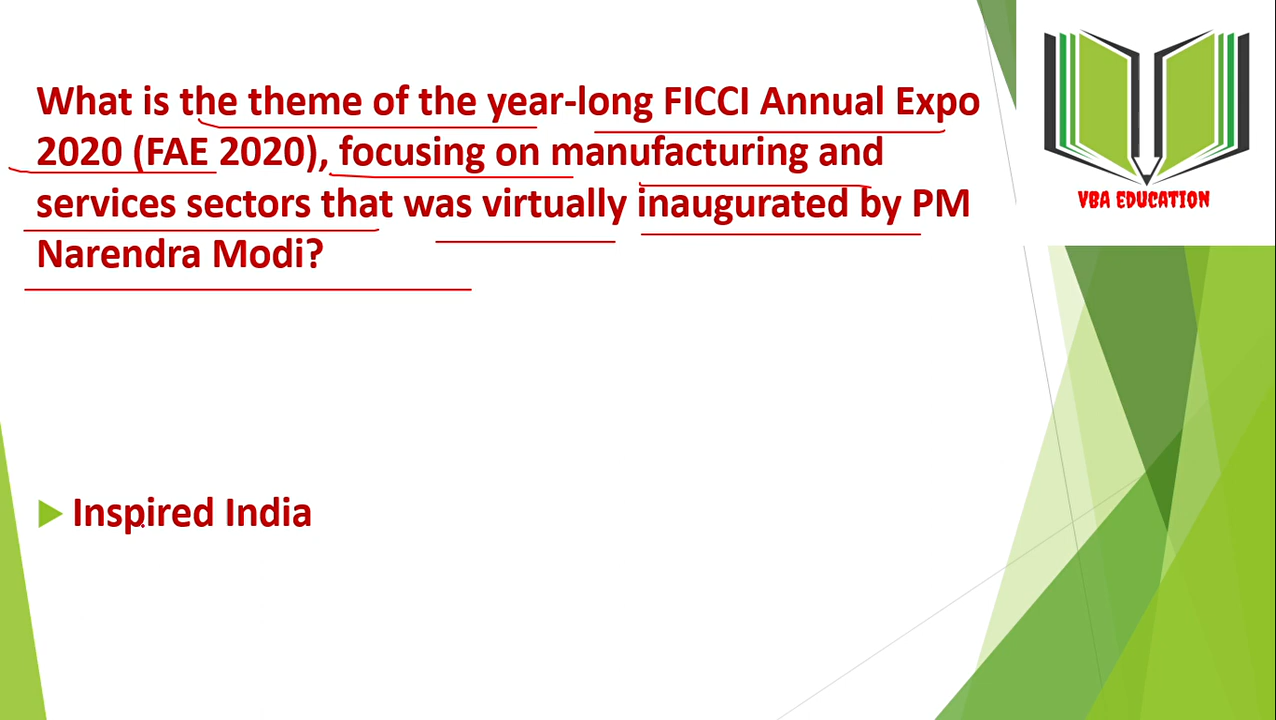 What is the theme of the year-long FICCI Annual Expo
2020 (FAE 2020), focusing on manufacturing and
services sectors that was virtually inaugurated by PM
Narendra Modi?
VBA EDUCATION
Inspired India